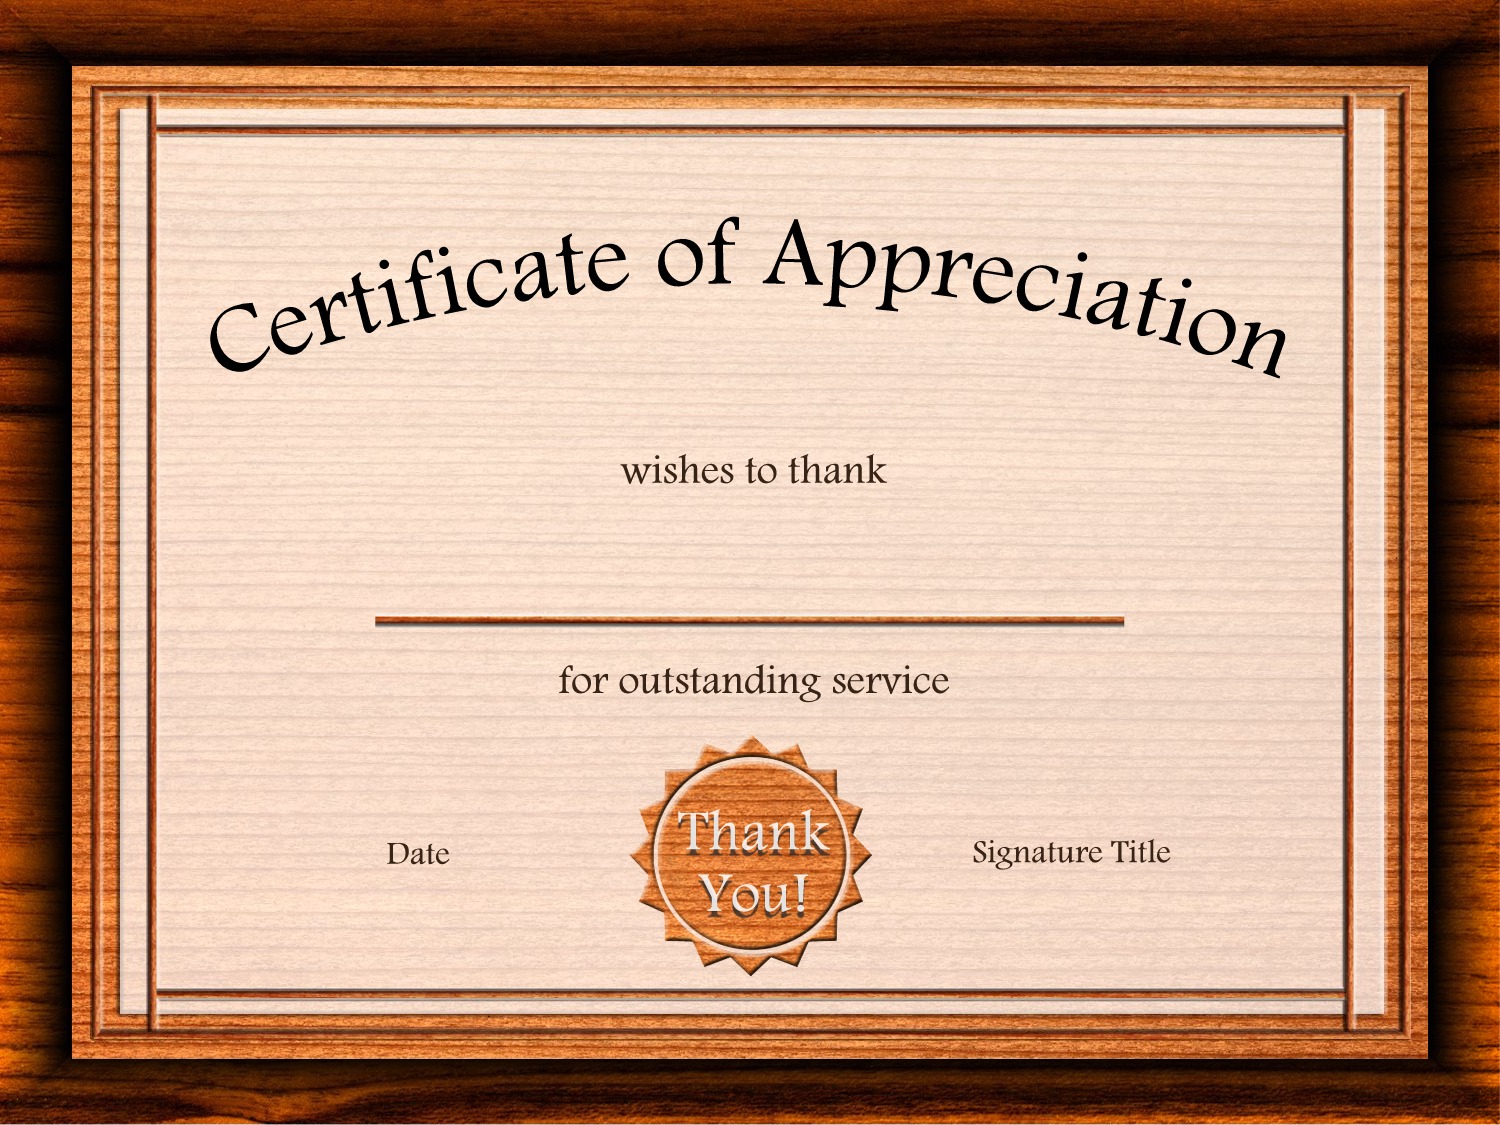 Certificate of Appreciation
wishes to thank
for outstanding service
Thank
You!
Date
Signature Title